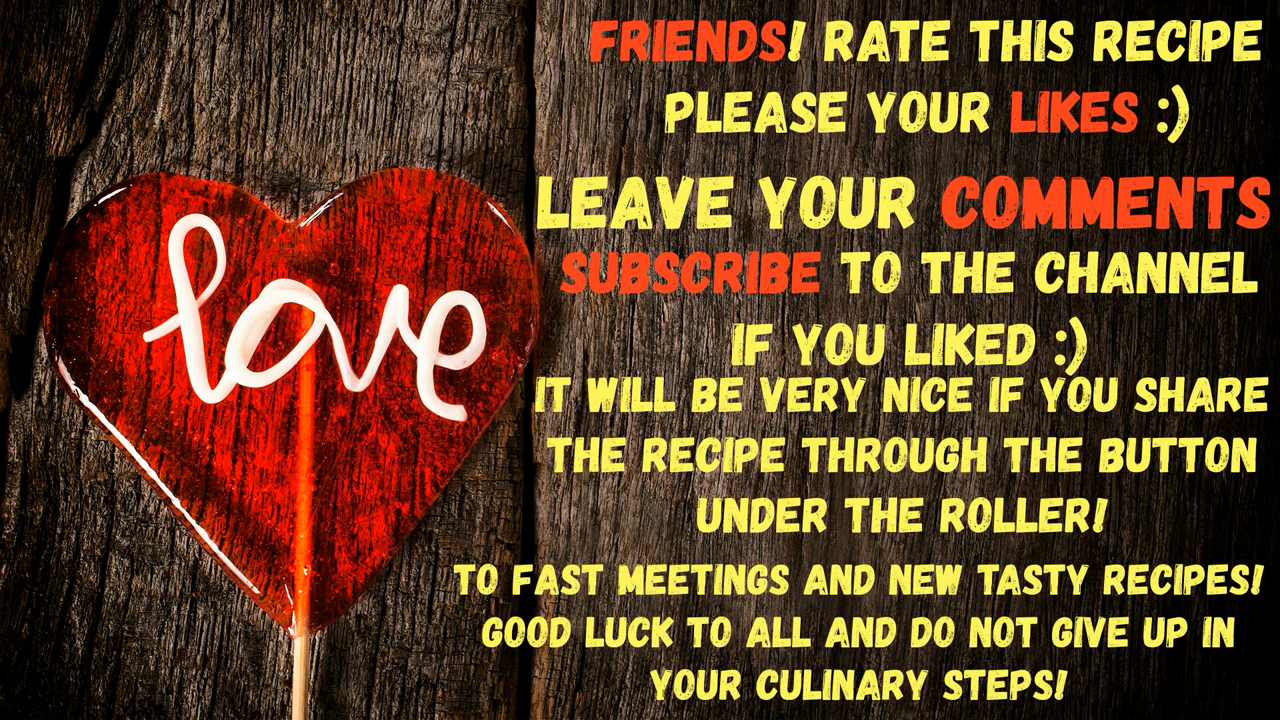 love
FRIENDS! RATE THIS RECIPE
PLEASE YOUR LIKES :)
LEAVE YOUR COMMENTS
SUBSCRIBE TO THE CHANNEL
IF YOU LIKED :)
IT WILL BE VERY NICE IF YOU SHARE
THE RECIPE THROUGH THE BUTTON
UNDER THE ROLLER!
TO FAST MEETINGS AND NEW TASTY RECIPES!
GOOD LUCK TO ALL AND DO NOT GIVE UP IN
YOUR CULINARY STEPS!